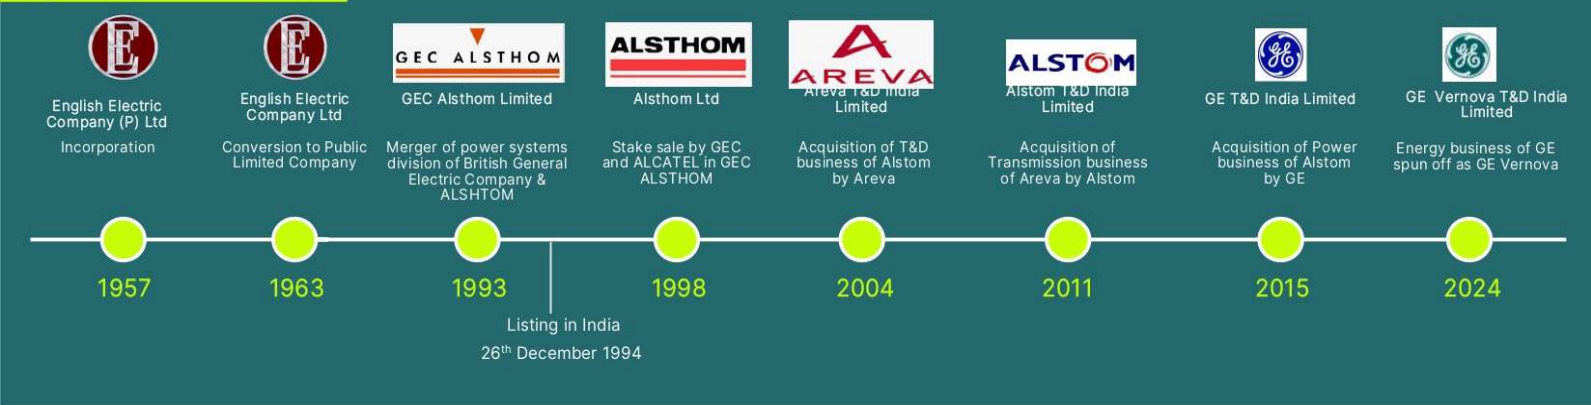 E
E
GEC ALSTHOM
ALSTHOM
AREVA
ALSTOM
GE
GE
English Electric
Company (P) Ltd
Incorporation
English Electric
Company Ltd
Conversion to Public
Limited Company
GEC Alsthom Limited
Merger of power systems
division of British General
Electric Company &
ALSHTOM
Alsthom Ltd
Stake sale by GEC
and ALCATEL in GEC
ALSTHOM
Areva T&D India
Limited
Acquisition of T&D
business of Alstom
by Areva
Alstom T&D India
Limited
Acquisition of
Transmission business
of Areva by Alstom
GE T&D India Limited
Acquisition of Power
business of Alstom
by GE
GE Vernova T&D India
Limited
Energy business of GE
spun off as GE Vernova
1957
1963
1993
1998
2004
2011
2015
2024
Listing in India
26th December 1994